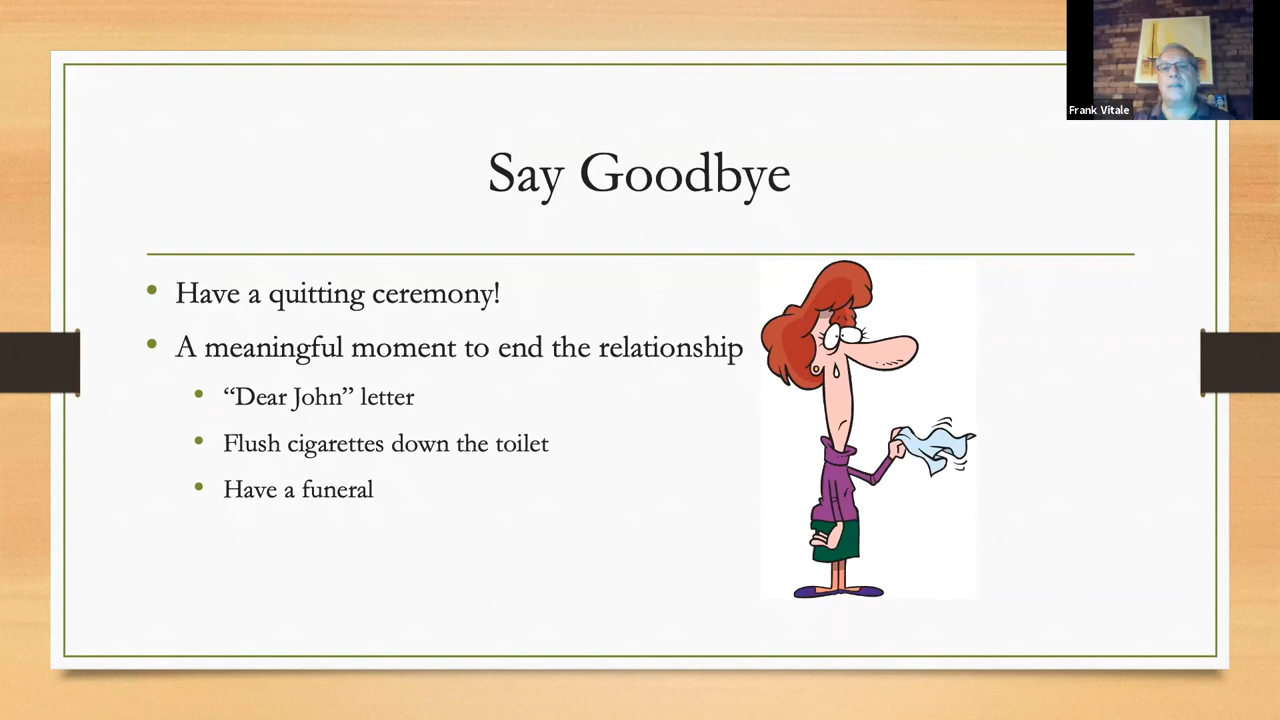 Frank Vitale
Say Goodbye
Have a quitting ceremony!
A meaningful moment to end the relationship
“Dear John” letter
Flush cigarettes down the toilet
Have a funeral